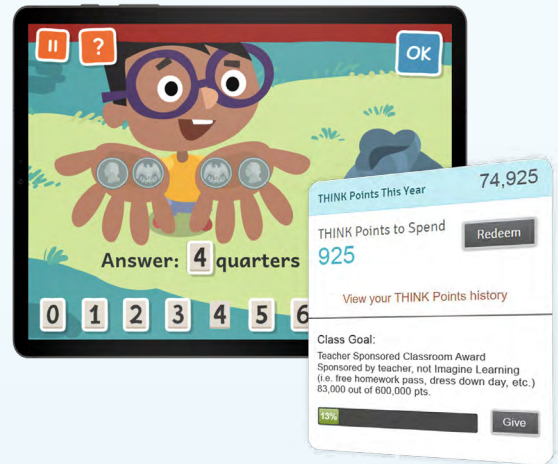 ?
OK
Answer: 4 quarters
0 1 2 3 4 5 6
THINK Points This Year 74,925
THINK Points to Spend
925
Redeem
View your THINK Points history
Class Goal:
Teacher Sponsored Classroom Award
Sponsored by teacher, not Imagine Learning
(i.e. free homework pass, dress down day, etc.)
83,000 out of 600,000 pts.
13%
Give